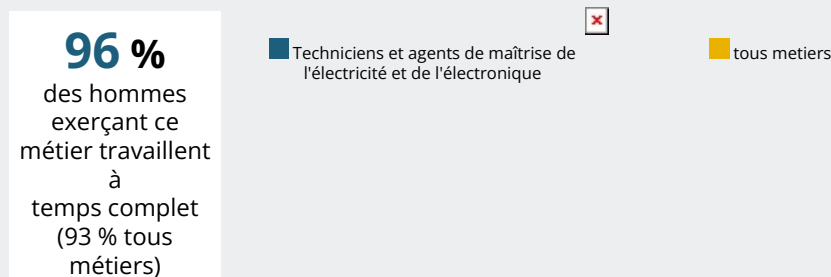 96 %
des hommes
exerçant ce
métier travaillent
à
temps complet
(93 % tous
métiers)
Techniciens et agents de maîtrise de
l'électricité et de l'électronique
tous metiers